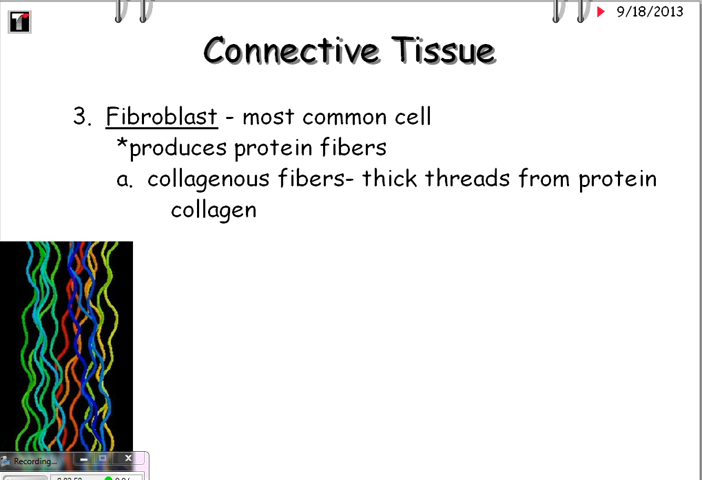 9/18/2013
Connective Tissue
3. Fibroblast - most common cell
*produces protein fibers
a. collagenous fibers- thick threads from protein
collagen
Recording...